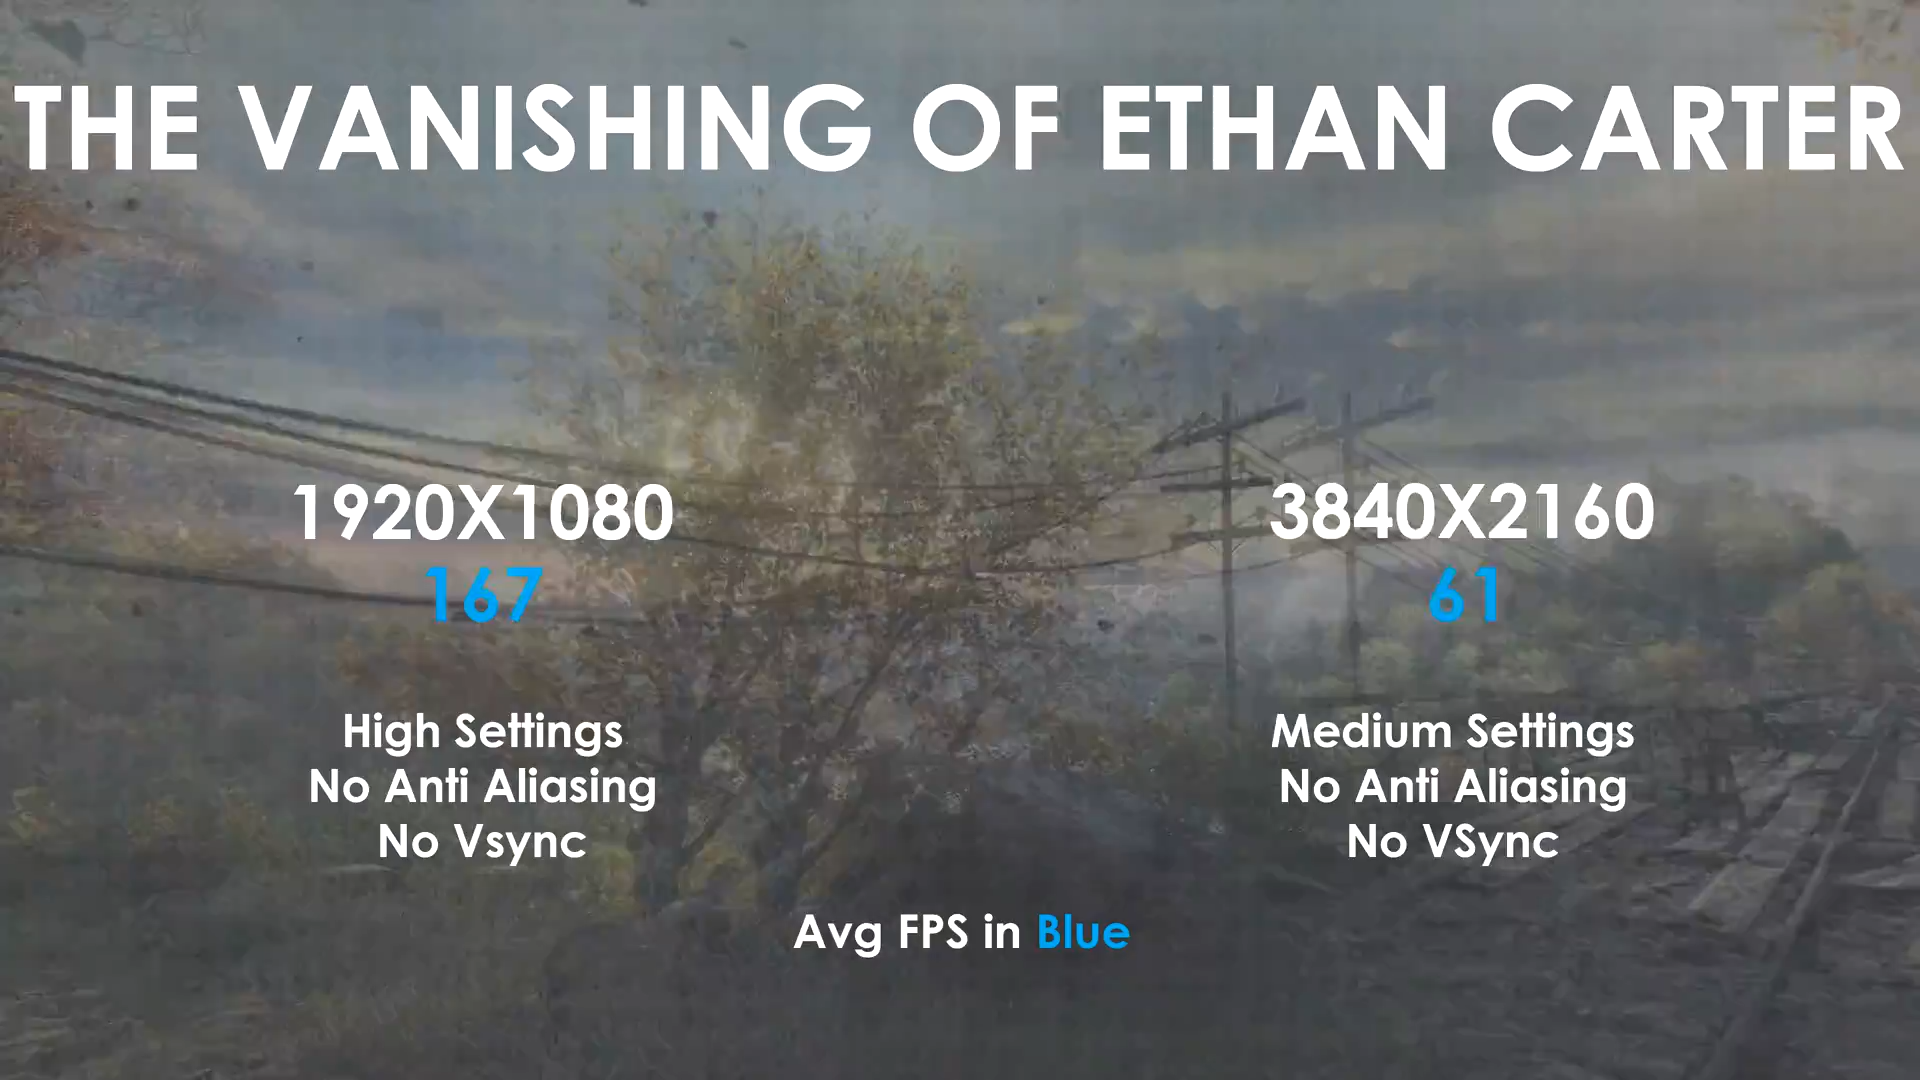 THE VANISHING OF ETHAN CARTER
1920X1080
167
High Settings
No Anti Aliasing
No Vsync
3840X2160
61
Medium Settings
No Anti Aliasing
No VSync
Avg FPS in Blue